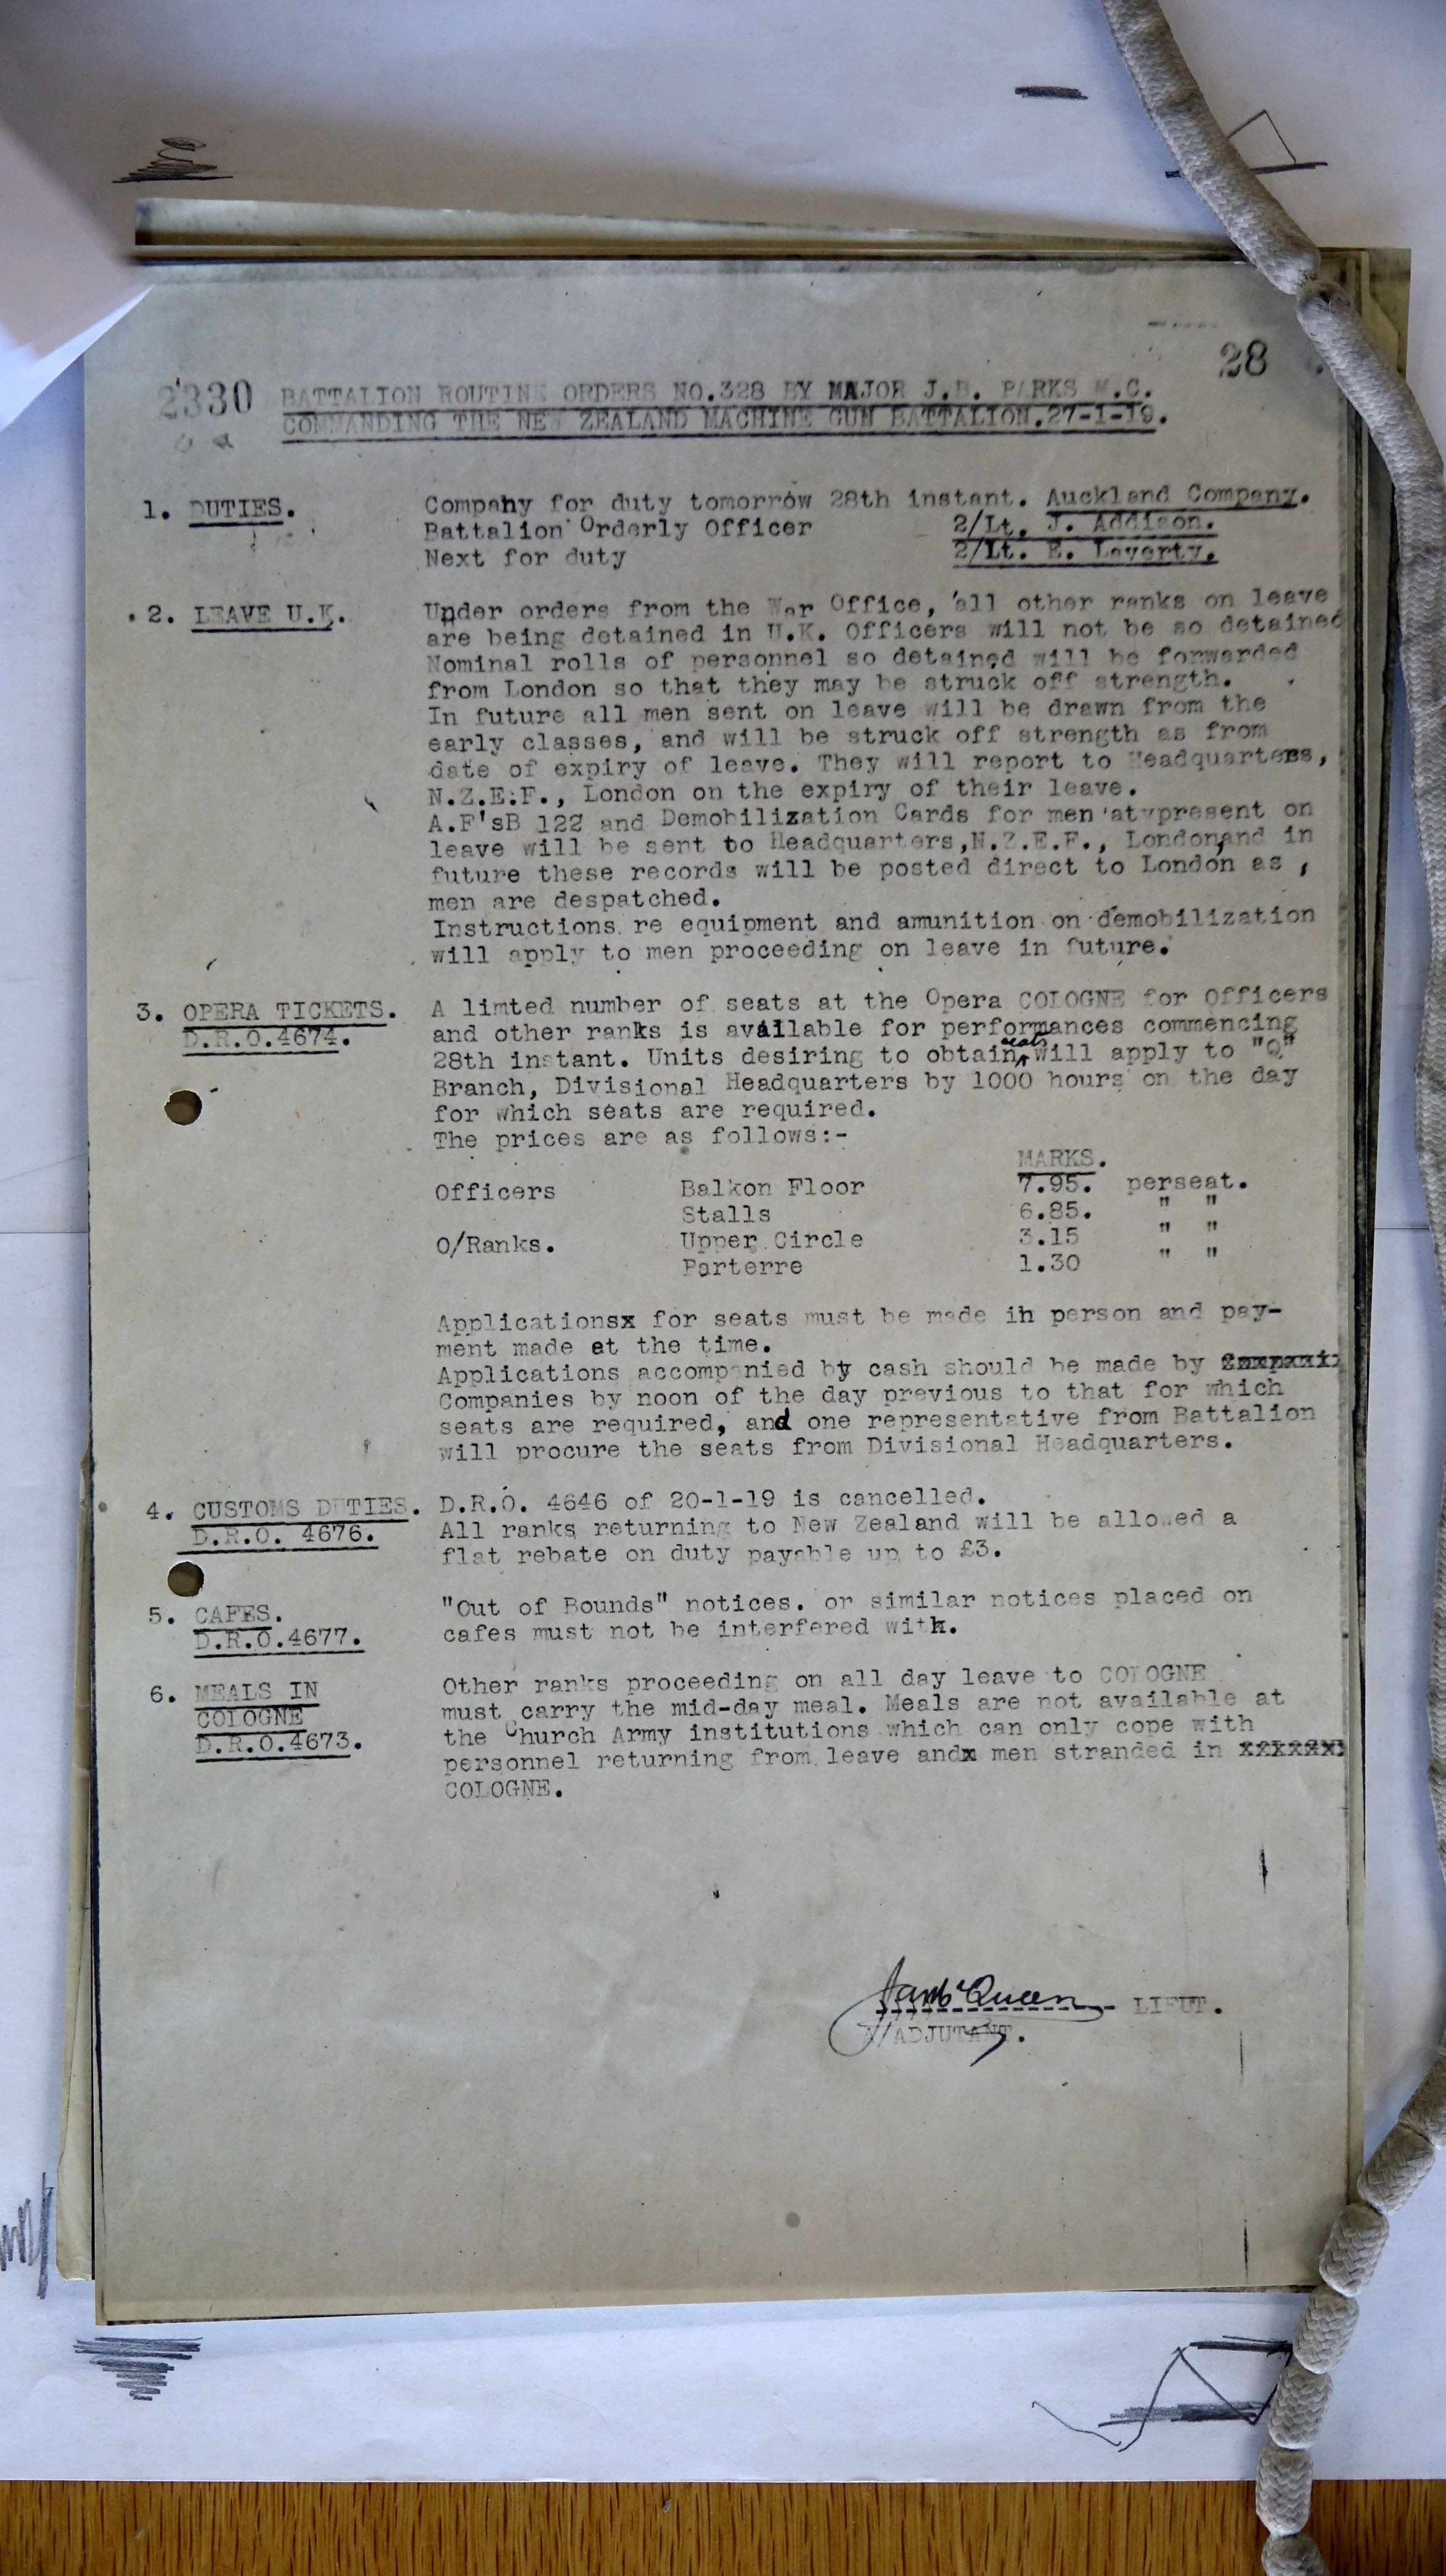 28
2330 BATTALION ROUTINE ORDERS NO.328 BY MAJOR J.B. PARKS M.C.
COMMANDING THE NEW ZEALAND MACHINE GUN BATTALION.27-1-19.
1. DUTIES. Company for duty tomorrow 28th instant. Auckland Company.
Battalion Orderly Officer 2/Lt. J. Addison.
Next for duty 2/Lt. E. Laverty.
2. LEAVE U.K. Under orders from the War Office, all other ranks on leave
are being detained in U.K. Officers will not be so detained
Nominal rolls of personnel so detained will be forwarded
from London so that they may be struck off strength.
In future all men sent on leave will be drawn from the
early classes, and will be struck off strength as from
date of expiry of leave. They will report to Headquarters,
N.Z.E.F., London on the expiry of their leave.
A.F'sB 122 and Demobilization Cards for men atvpresent on
leave will be sent to Headquarters,N.Z.E.F., London,and in
future these records will be posted direct to London as ,
men are despatched.
Instructions re equipment and amunition on demobilization
will apply to men proceeding on leave in future.
3. OPERA TICKETS. A limted number of seats at the Opera COLOGNE for Officers
D.R.O.4674. and other ranks is available for performances commencing
28th instant. Units desiring to obtain seats will apply to "Q"
Branch, Divisional Headquarters by 1000 hours on the day
for which seats are required.
The prices are as follows:-
MARKS.
Officers Balkon Floor 7.95. perseat.
Stalls 6.85. " "
O/Ranks. Upper Circle 3.15 " "
Parterre 1.30 " "
Applicationsx for seats must be made in person and pay-
ment made at the time.
Applications accompanied by cash should be made by
Companies by noon of the day previous to that for which
seats are required, and one representative from Battalion
will procure the seats from Divisional Headquarters.
4. CUSTOMS DUTIES. D.R.O. 4646 of 20-1-19 is cancelled.
D.R.O. 4676. All ranks returning to New Zealand will be allowed a
flat rebate on duty payable up to £3.
5. CAFES. "Out of Bounds" notices. or similar notices placed on
D.R.O.4677. cafes must not be interfered with.
6. MEALS IN Other ranks proceeding on all day leave to COLOGNE
COLOGNE must carry the mid-day meal. Meals are not available at
D.R.O.4673. the Church Army institutions which can only cope with
personnel returning from leave andx men stranded in
COLOGNE.
LIEUT.
A/ADJUTANT.